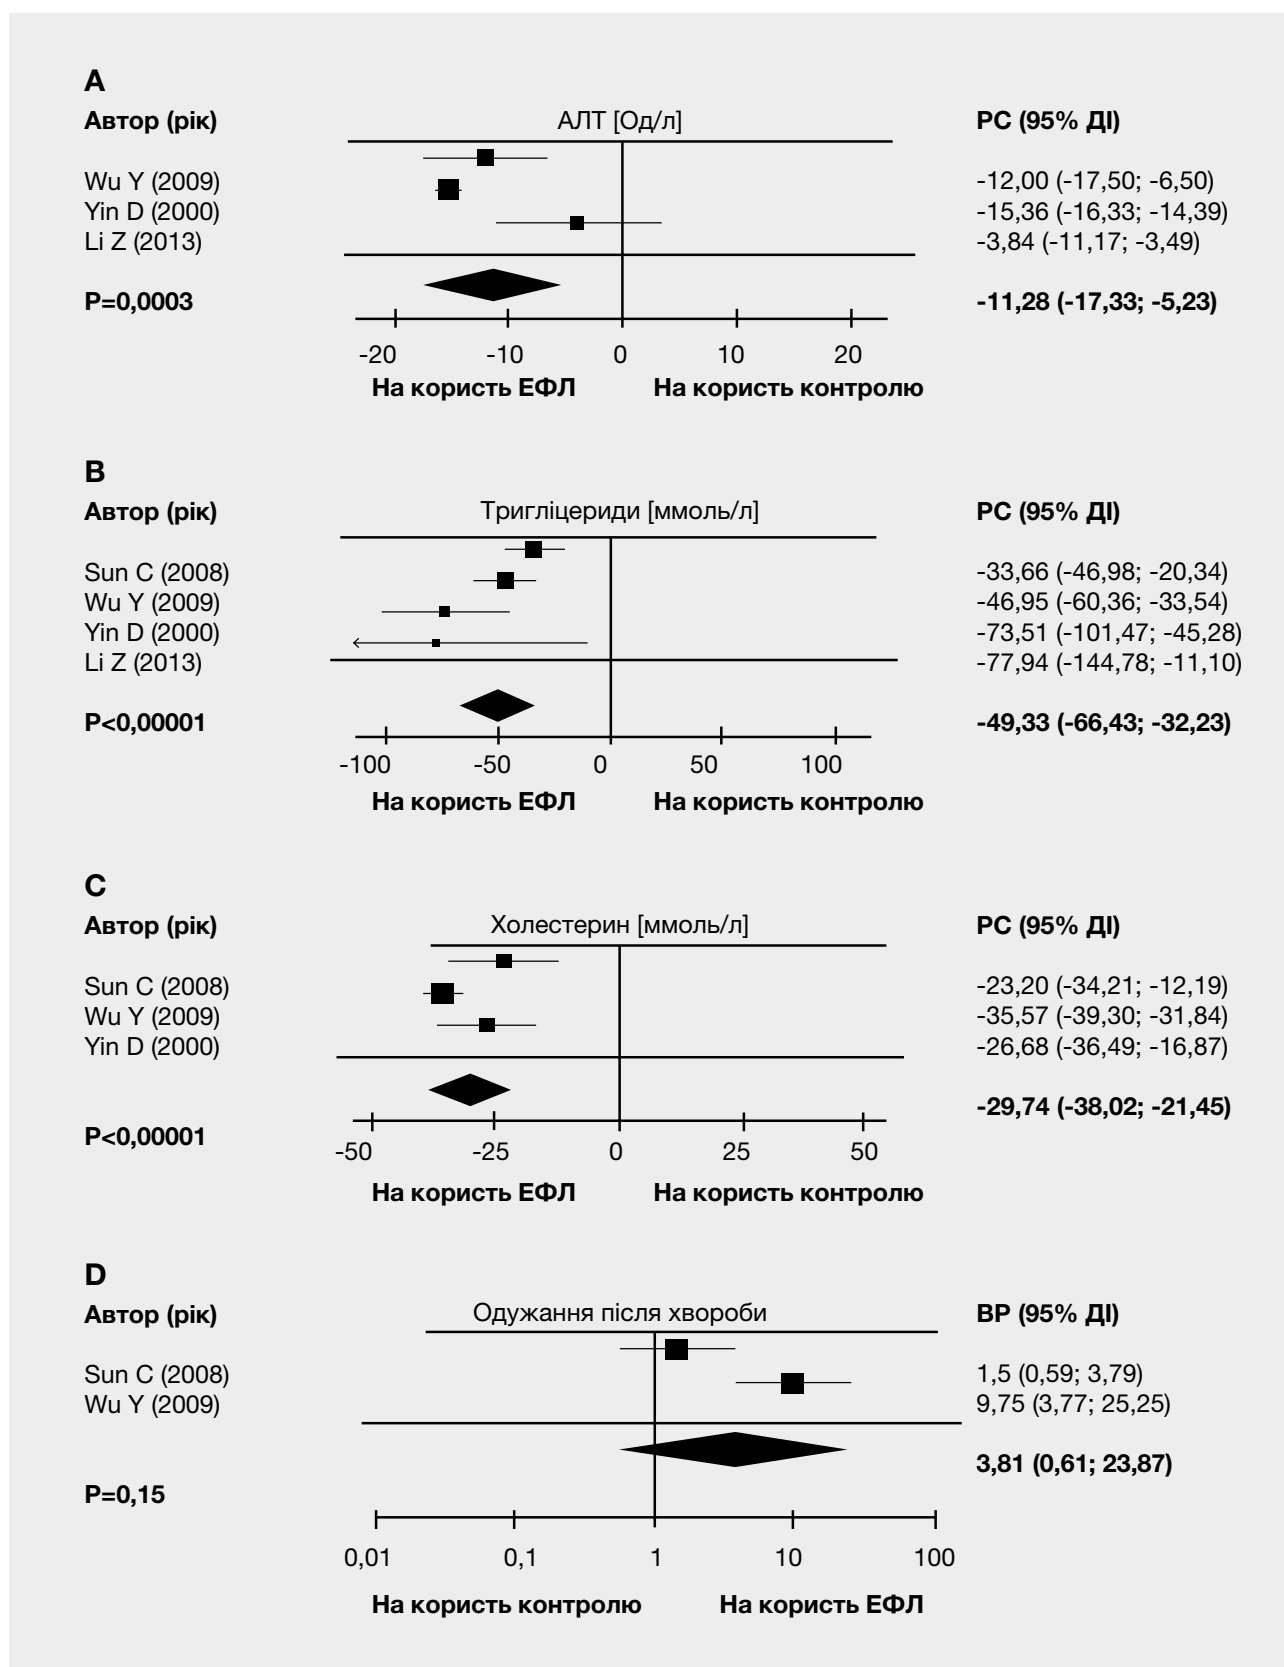 A
Автор (рік) АЛТ [Од/л] РС (95% ДІ)
Wu Y (2009) -12,00 (-17,50; -6,50)
Yin D (2000) -15,36 (-16,33; -14,39)
Li Z (2013) -3,84 (-11,17; -3,49)
P=0,0003 -11,28 (-17,33; -5,23)
-20 -10 0 10 20
На користь ЕФЛ На користь контролю
B
Автор (рік) Тригліцериди [ммоль/л] РС (95% ДІ)
Sun C (2008) -33,66 (-46,98; -20,34)
Wu Y (2009) -46,95 (-60,36; -33,54)
Yin D (2000) -73,51 (-101,47; -45,28)
Li Z (2013) -77,94 (-144,78; -11,10)
P<0,00001 -49,33 (-66,43; -32,23)
-100 -50 0 50 100
На користь ЕФЛ На користь контролю
C
Автор (рік) Холестерин [ммоль/л] РС (95% ДІ)
Sun C (2008) -23,20 (-34,21; -12,19)
Wu Y (2009) -35,57 (-39,30; -31,84)
Yin D (2000) -26,68 (-36,49; -16,87)
-29,74 (-38,02; -21,45)
P<0,00001
-50 -25 0 25 50
На користь ЕФЛ На користь контролю
D
Автор (рік) Одужання після хвороби ВР (95% ДІ)
Sun C (2008) 1,5 (0,59; 3,79)
Wu Y (2009) 9,75 (3,77; 25,25)
3,81 (0,61; 23,87)
P=0,15
0,01 0,1 1 10 100
На користь контролю На користь ЕФЛ